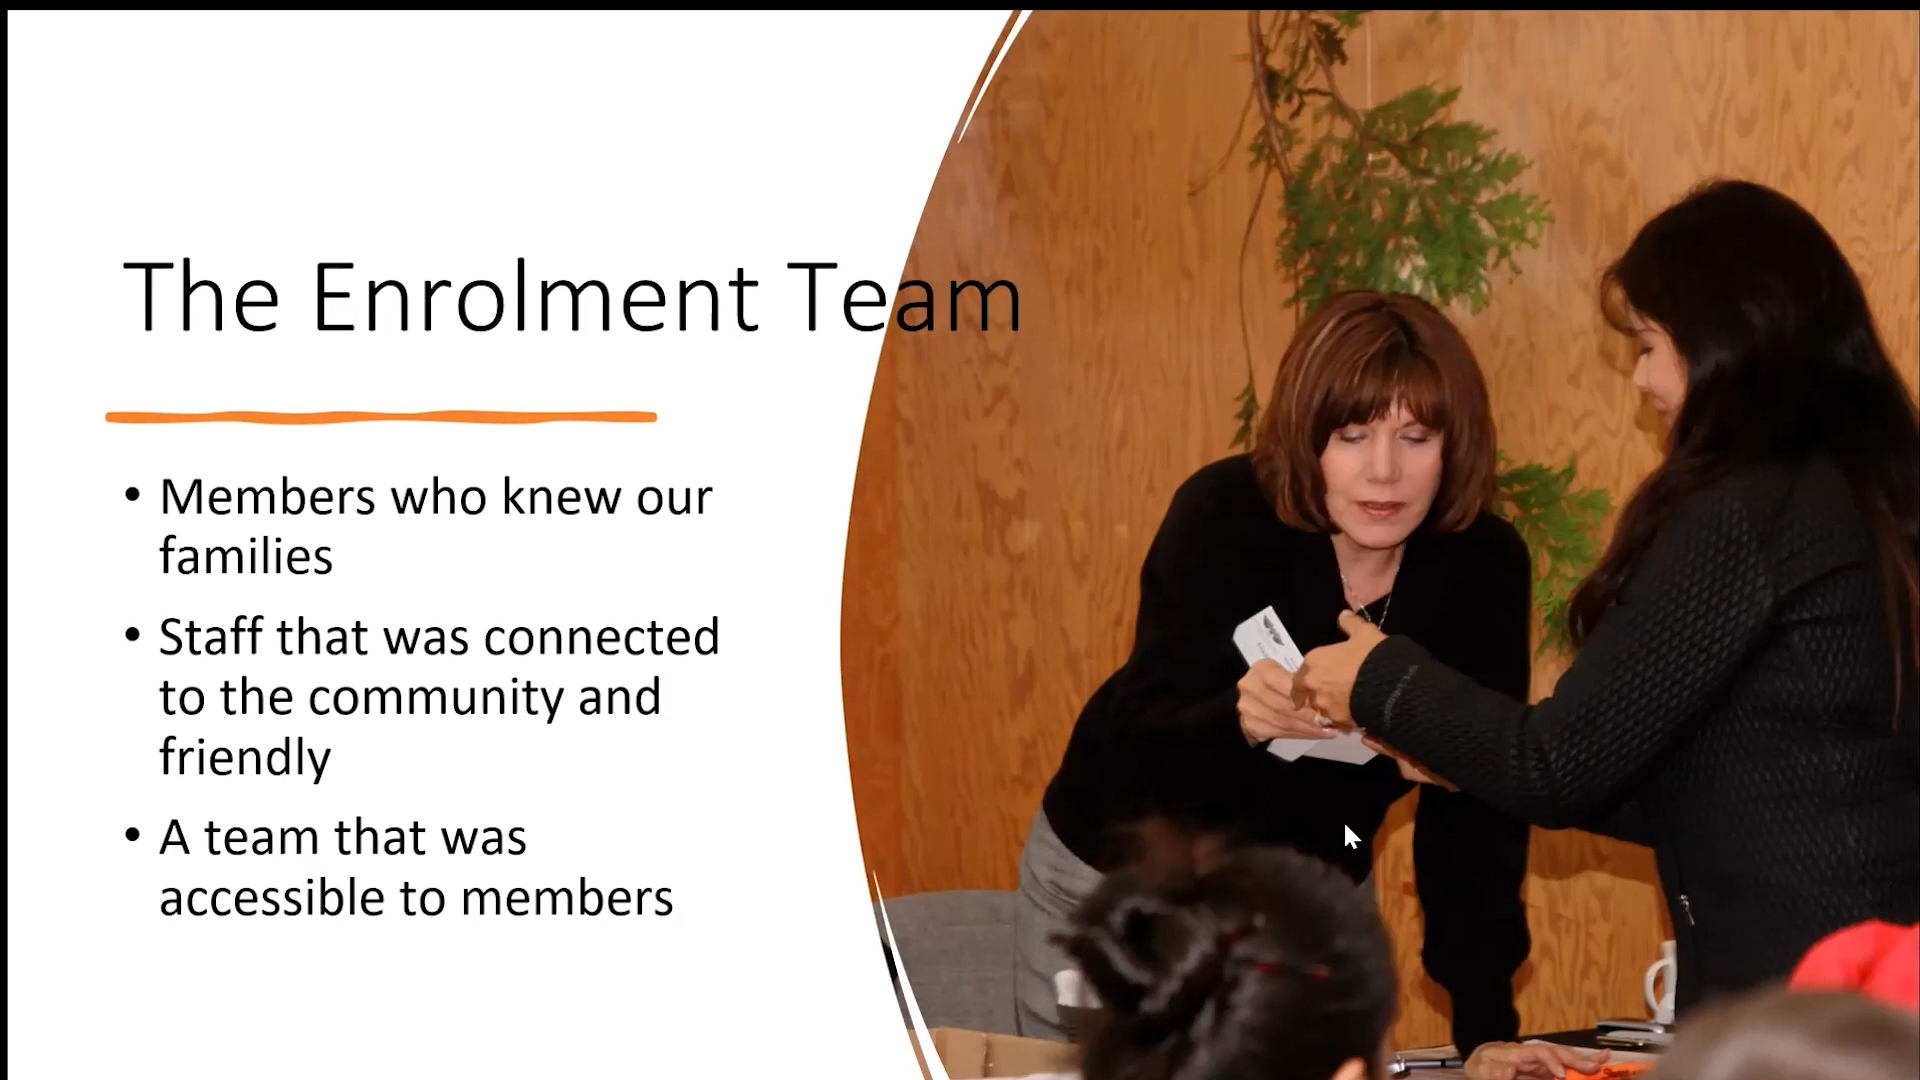 The Enrolment Team
• Members who knew our
families
• Staff that was connected
to the community and
friendly
• A team that was
accessible to members